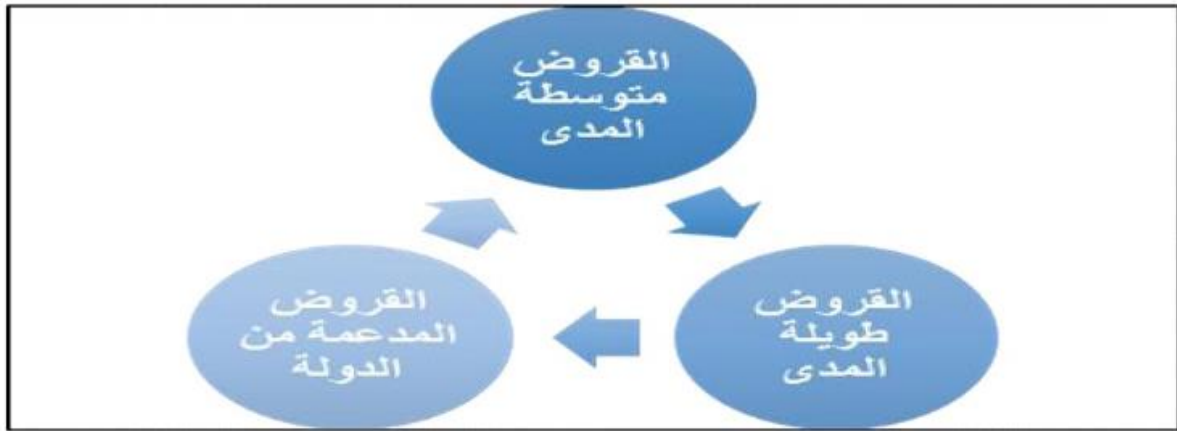 القروض
متوسطة
المدى
القروض
طويلة
المدى
القروض
المدعمة من
الدولة